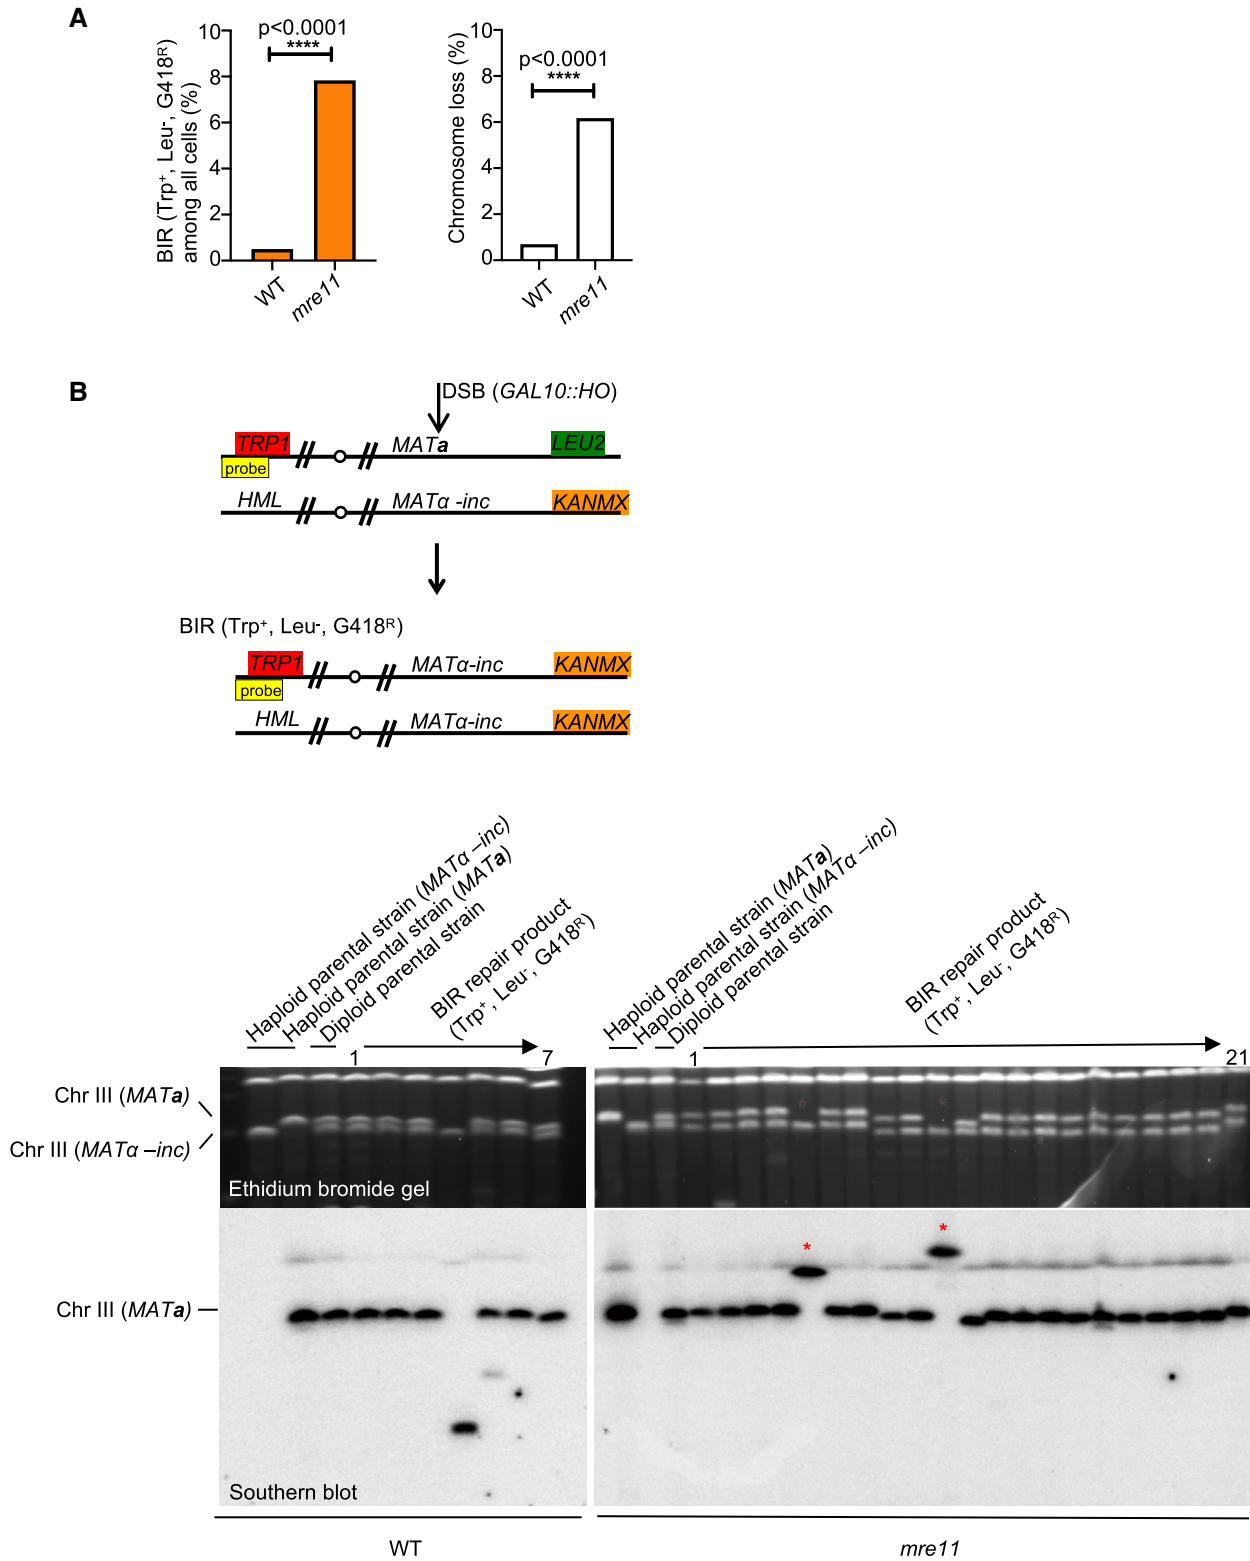 A
p<0.0001
****
BIR (Trp⁺, Leu⁻, G418ᴿ)
among all cells (%)
10
8
6
4
2
0
WT
mre11
p<0.0001
****
Chromosome loss (%)
10
8
6
4
2
0
WT
mre11
B
DSB (GAL10::HO)
TRP1
MATa
LEU2
probe
HML
MATα -inc
KANMX
BIR (Trp⁺, Leu⁻, G418ᴿ)
TRP1
MATα-inc
KANMX
probe
HML
MATα-inc
KANMX
Haploid parental strain (MATα –inc)
Haploid parental strain (MATa)
Diploid parental strain
BIR repair product
(Trp⁺, Leu⁻, G418ᴿ)
1
7
Haploid parental strain (MATa)
Haploid parental strain (MATα –inc)
Diploid parental strain
BIR repair product
(Trp⁺, Leu⁻, G418ᴿ)
1
21
Chr III (MATa)
Chr III (MATα –inc)
*
*
Ethidium bromide gel
*
*
Chr III (MATa)
Southern blot
WT
mre11